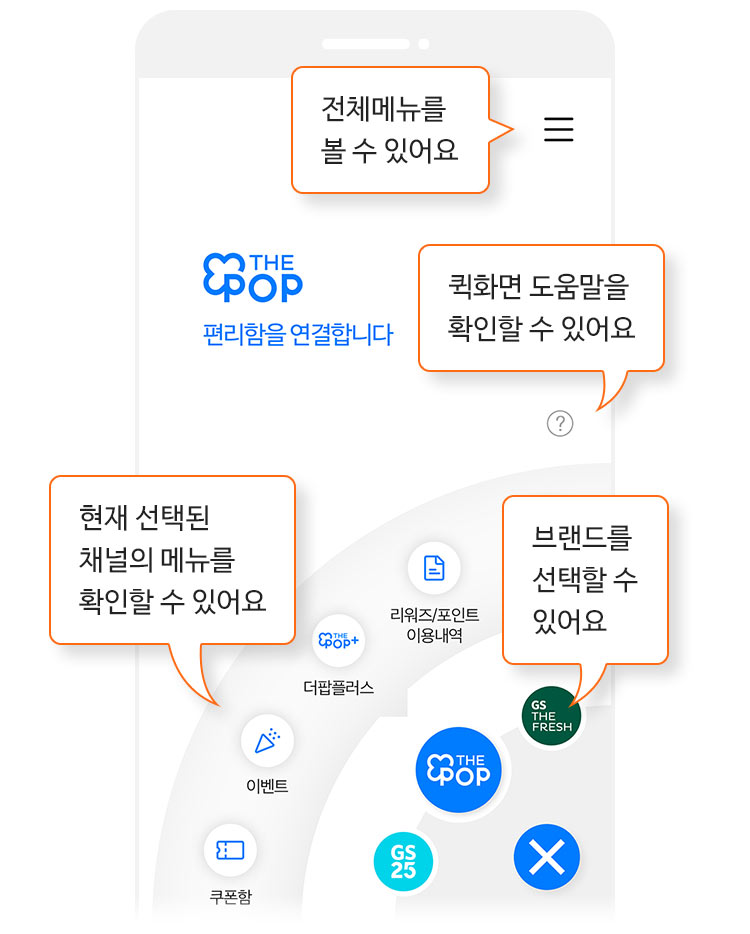 전체메뉴를
볼 수 있어요
THE
POP
편리함을 연결합니다
퀵화면 도움말을
확인할 수 있어요
?
현재 선택된
채널의 메뉴를
확인할 수 있어요
브랜드를
선택할 수
있어요
리워즈/포인트
이용내역
THE
POP+
더팝플러스
이벤트
쿠폰함
GS
THE
FRESH
THE
POP
GS
25